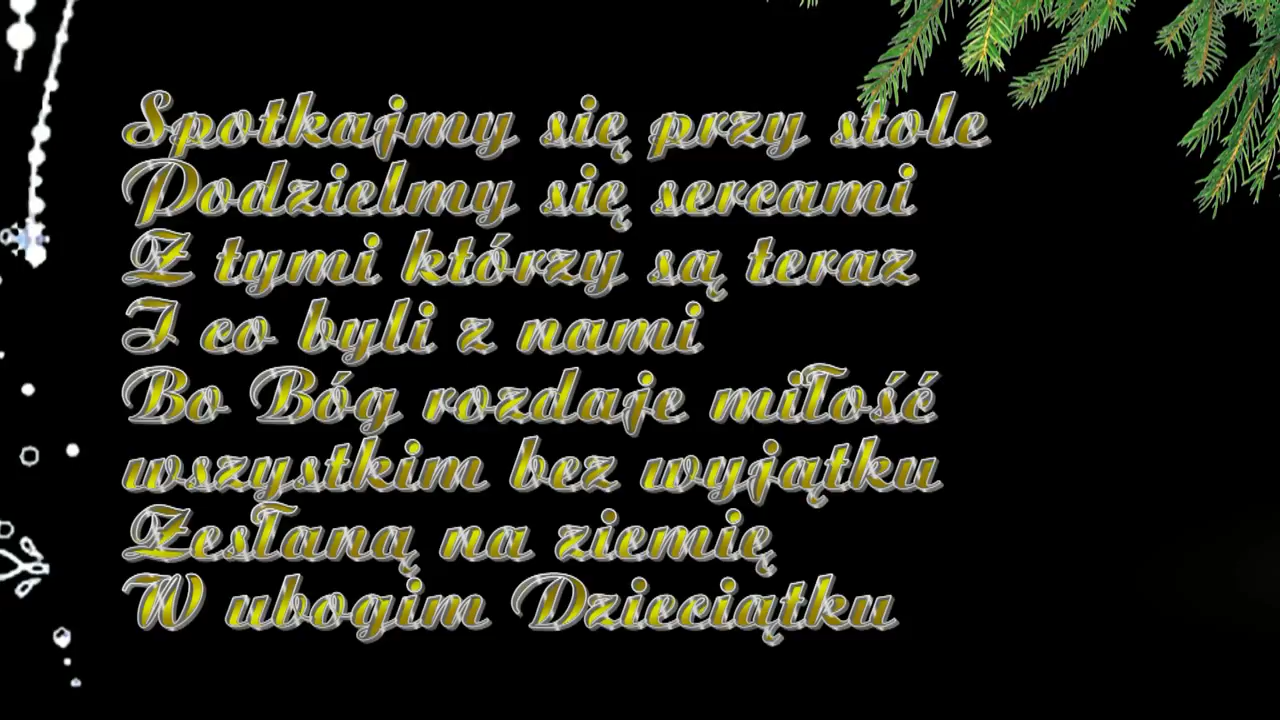 Spotkajmy się przy stole
Podzielmy się sercami
Z tymi którzy są teraz
I co byli z nami
Bo Bóg rozdaje miłość
wszystkim bez wyjątku
Zesłaną na ziemię
W ubogim Dzieciątku